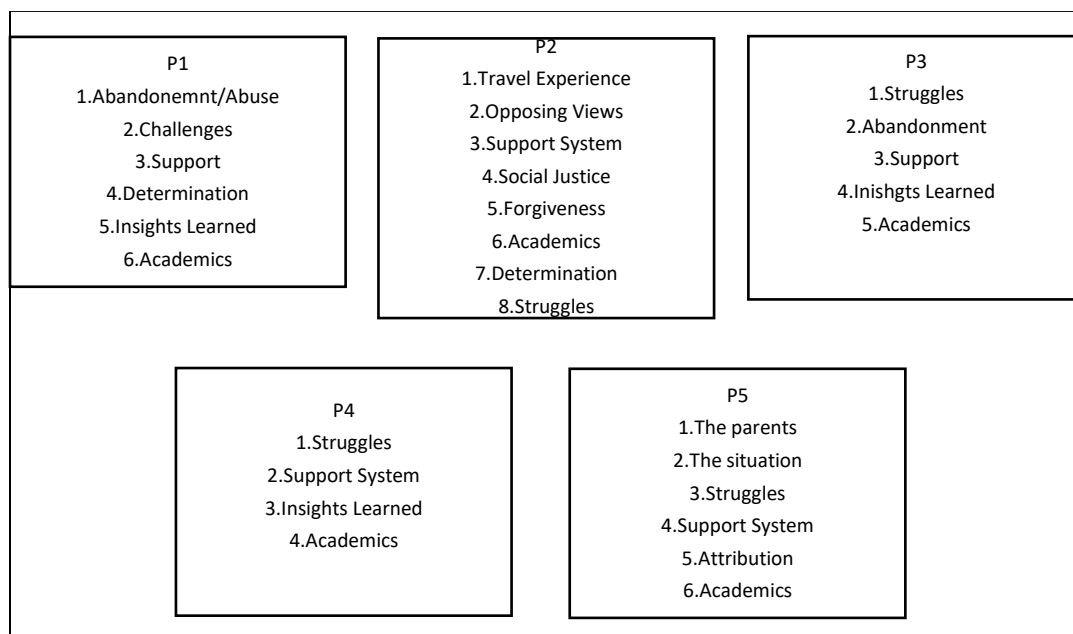 P1
1.Abandonemnt/Abuse
2.Challenges
3.Support
4.Determination
5.Insights Learned
6.Academics
P2
1.Travel Experience
2.Opposing Views
3.Support System
4.Social Justice
5.Forgiveness
6.Academics
7.Determination
8.Struggles
P3
1.Struggles
2.Abandonment
3.Support
4.Inishgts Learned
5.Academics
P4
1.Struggles
2.Support System
3.Insights Learned
4.Academics
P5
1.The parents
2.The situation
3.Struggles
4.Support System
5.Attribution
6.Academics